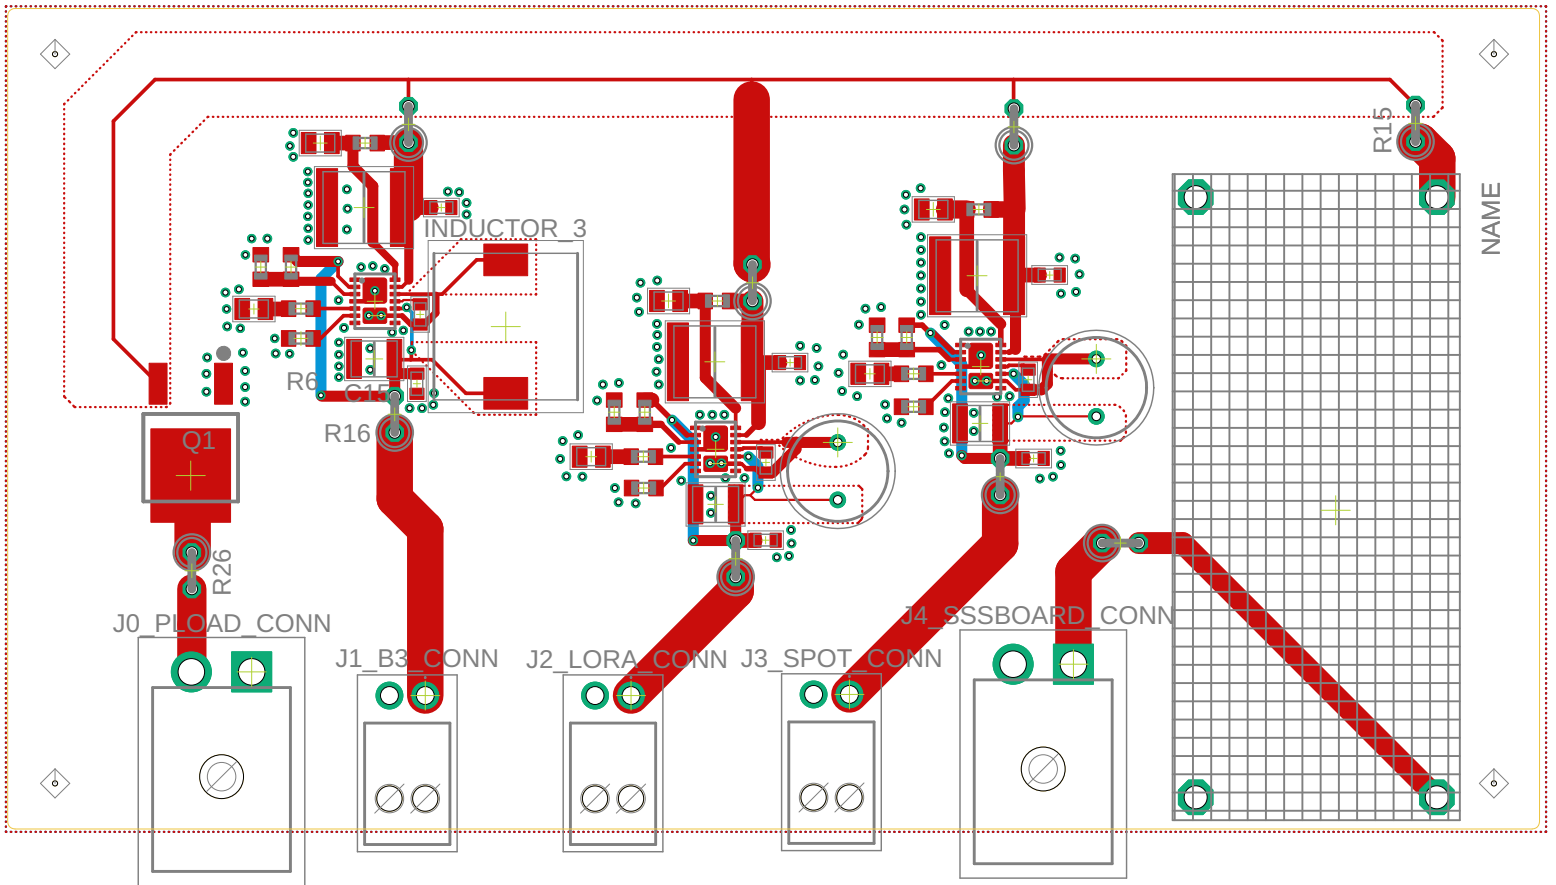 R15
NAME
INDUCTOR_3
R6
C15
R16
Q1
R26
J0_PLOAD_CONN
J1_B3_CONN
J2_LORA_CONN
J3_SPOT_CONN
J4_SSSBOARD_CONN